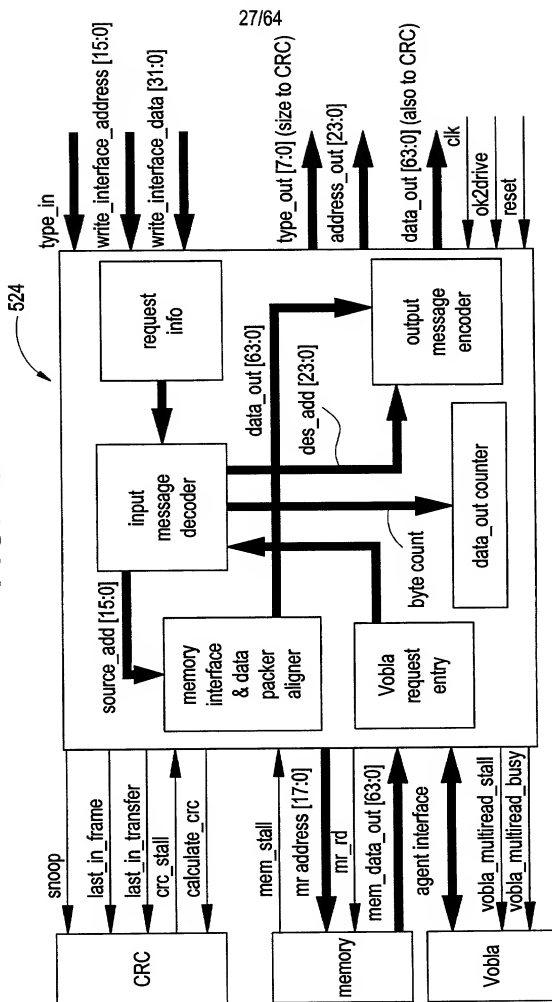 27/64
524
type_in
write_interface_address [15:0]
write_interface_data [31:0]
type_out [7:0] (size to CRC)
address_out [23:0]
data_out [63:0] (also to CRC)
clk
ok2drive
reset
request
info
input
message
decoder
source_add [15:0]
memory
interface
& data
packer
aligner
data_out [63:0]
des_add [23:0]
output
message
encoder
byte count
data_out counter
Vobla
request
entry
snoop
last_in_frame
last_in_transfer
crc_stall
calculate_crc
CRC
mem_stall
mr address [17:0]
mr_rd
mem_data_out [63:0]
memory
agent interface
vobla_multiread_stall
vobla_multiread_busy
Vobla